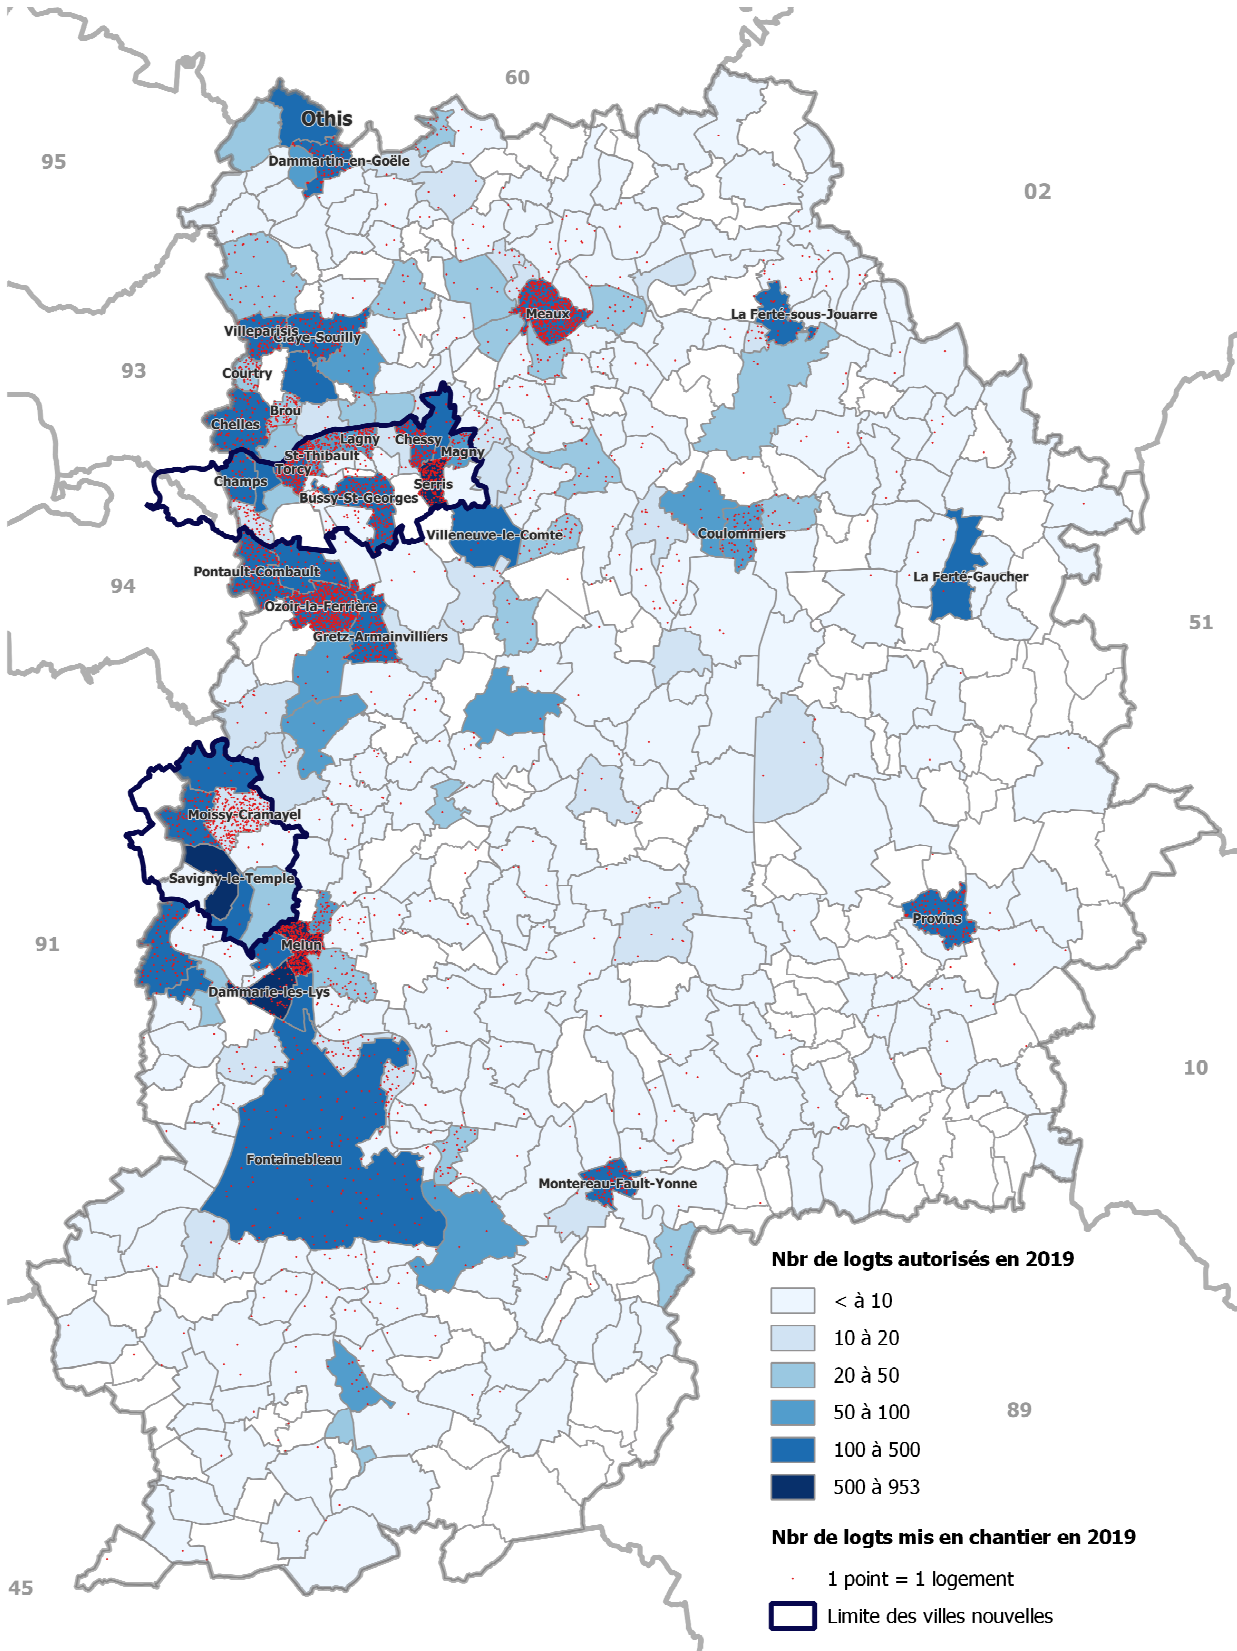 60
Othis
95
Dammartin-en-Goële
02
La Ferté-sous-Jouarre
Meaux
Villeparisis
Claye-Souilly
93
Courtry
Brou
Chelles
Lagny
Chessy
St-Thibault
Magny
Torcy
Champs
Serris
Bussy-St-Georges
Villeneuve-le-Comte
Coulommiers
Pontault-Combault
La Ferté-Gaucher
94
Ozoir-la-Ferrière
51
Gretz-Armainvilliers
Moissy-Cramayel
Savigny-le-Temple
Provins
91
Melun
Dammarie-les-Lys
10
Fontainebleau
Montereau-Fault-Yonne
Nbr de logts autorisés en 2019
< à 10
10 à 20
20 à 50
50 à 100
89
100 à 500
500 à 953
Nbr de logts mis en chantier en 2019
1 point = 1 logement
45
Limite des villes nouvelles